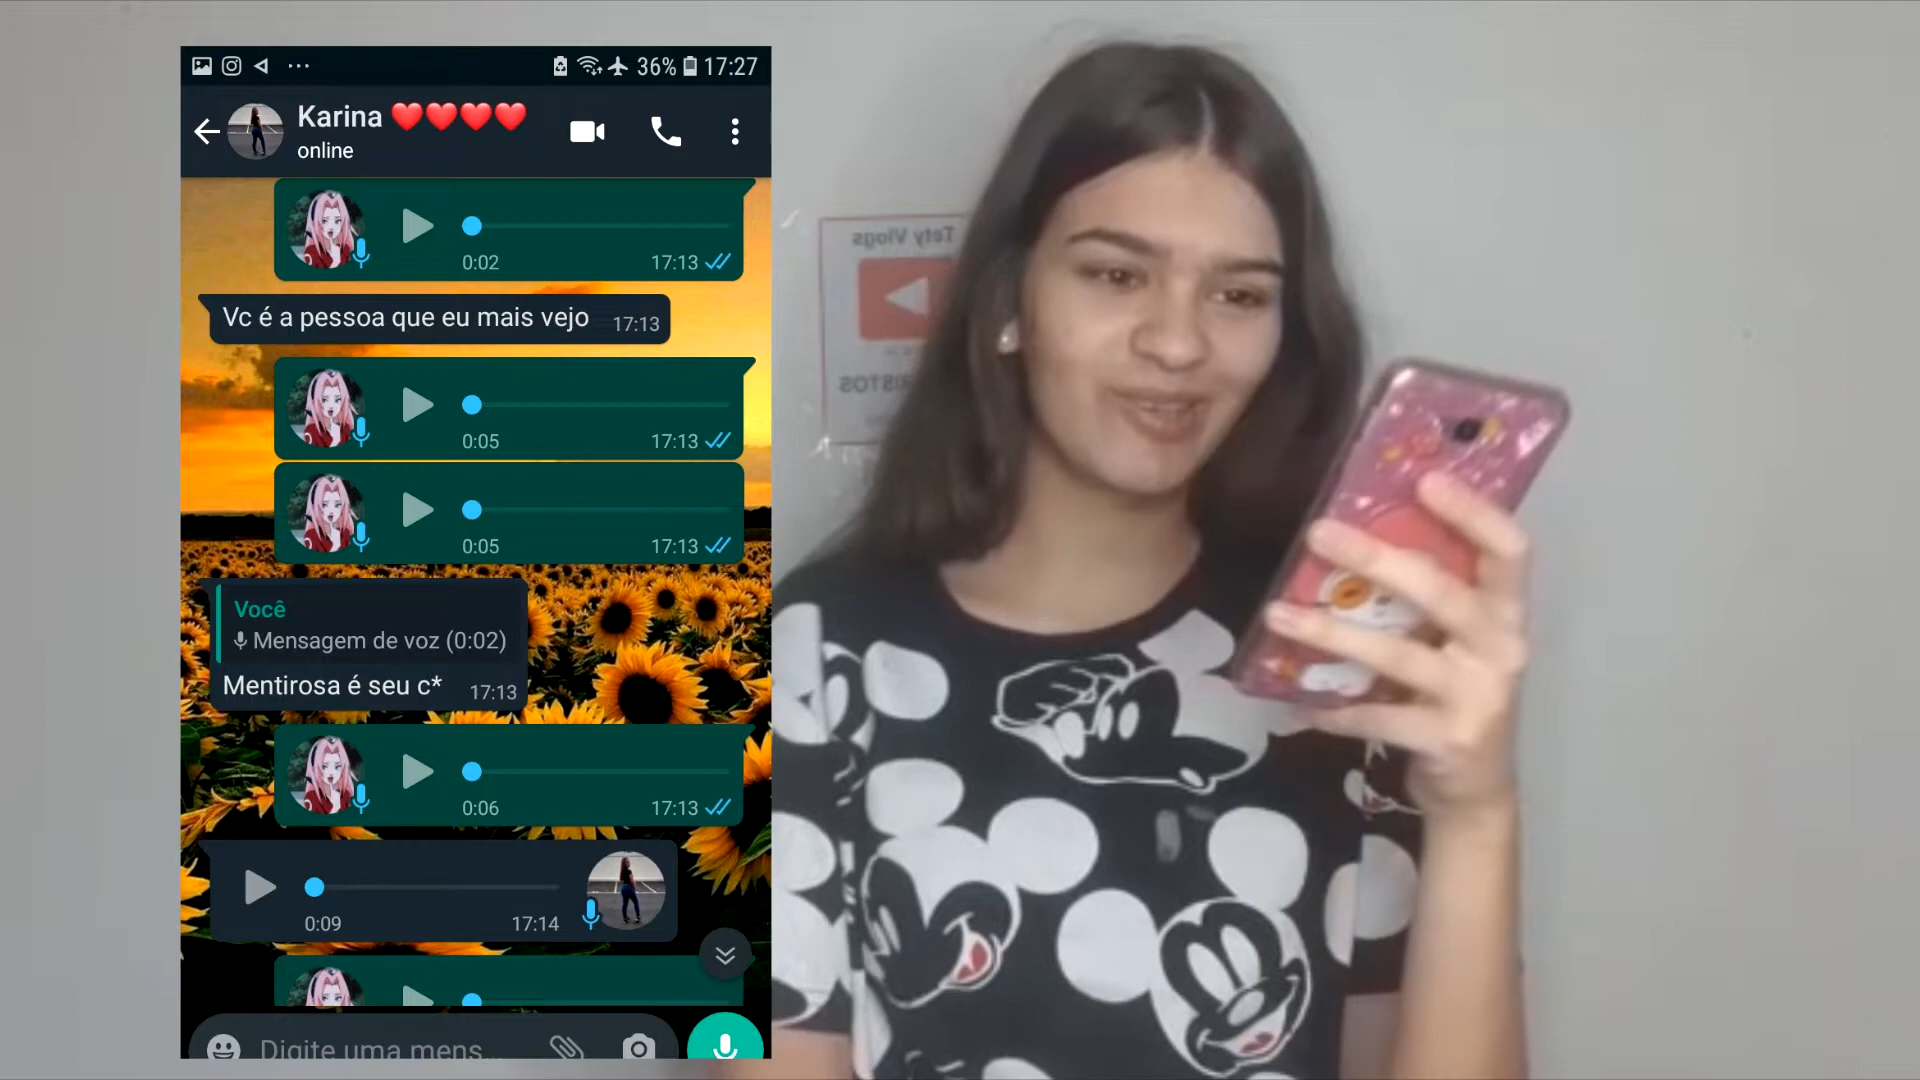 36% 17:27
Karina ❤️❤️❤️❤️
online
0:02 17:13
Vc é a pessoa que eu mais vejo 17:13
0:05 17:13
0:05 17:13
Você
Mensagem de voz (0:02)
Mentirosa é seu c* 17:13
0:06 17:13
0:09 17:14
Digite uma mens...
Tety Vlogs